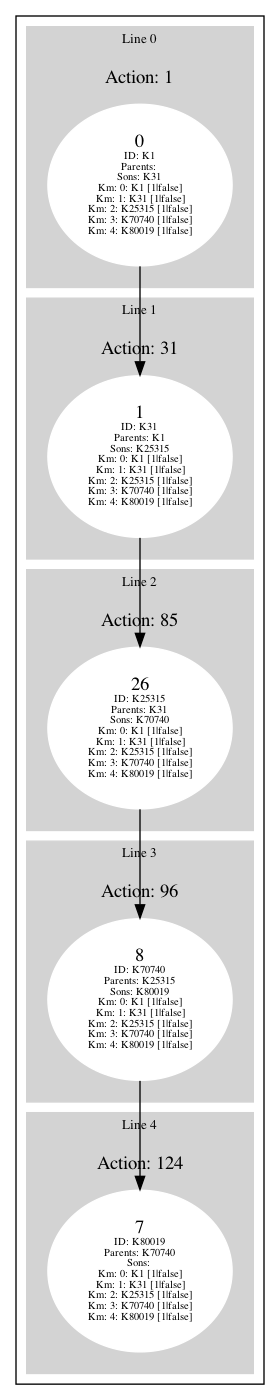 Line 0
Action: 1
0
ID: K1
Parents:
Sons: K31
Km: 0: K1 [1|false]
Km: 1: K31 [1|false]
Km: 2: K25315 [1|false]
Km: 3: K70740 [1|false]
Km: 4: K80019 [1|false]
Line 1
Action: 31
1
ID: K31
Parents: K1
Sons: K25315
Km: 0: K1 [1|false]
Km: 1: K31 [1|false]
Km: 2: K25315 [1|false]
Km: 3: K70740 [1|false]
Km: 4: K80019 [1|false]
Line 2
Action: 85
26
ID: K25315
Parents: K31
Sons: K70740
Km: 0: K1 [1|false]
Km: 1: K31 [1|false]
Km: 2: K25315 [1|false]
Km: 3: K70740 [1|false]
Km: 4: K80019 [1|false]
Line 3
Action: 96
8
ID: K70740
Parents: K25315
Sons: K80019
Km: 0: K1 [1|false]
Km: 1: K31 [1|false]
Km: 2: K25315 [1|false]
Km: 3: K70740 [1|false]
Km: 4: K80019 [1|false]
Line 4
Action: 124
7
ID: K80019
Parents: K70740
Sons:
Km: 0: K1 [1|false]
Km: 1: K31 [1|false]
Km: 2: K25315 [1|false]
Km: 3: K70740 [1|false]
Km: 4: K80019 [1|false]